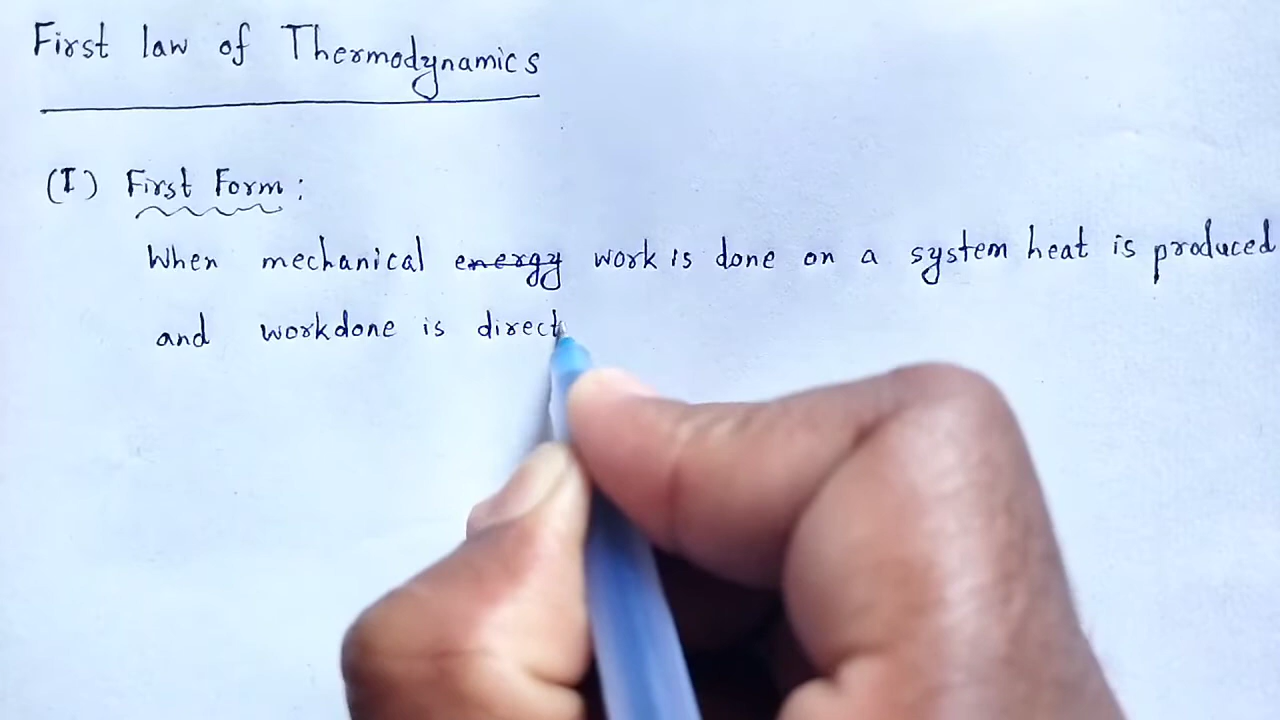 First law of Thermodynamics
(I) First Form :
When mechanical energy work is done on a system heat is produced
and workdone is direct